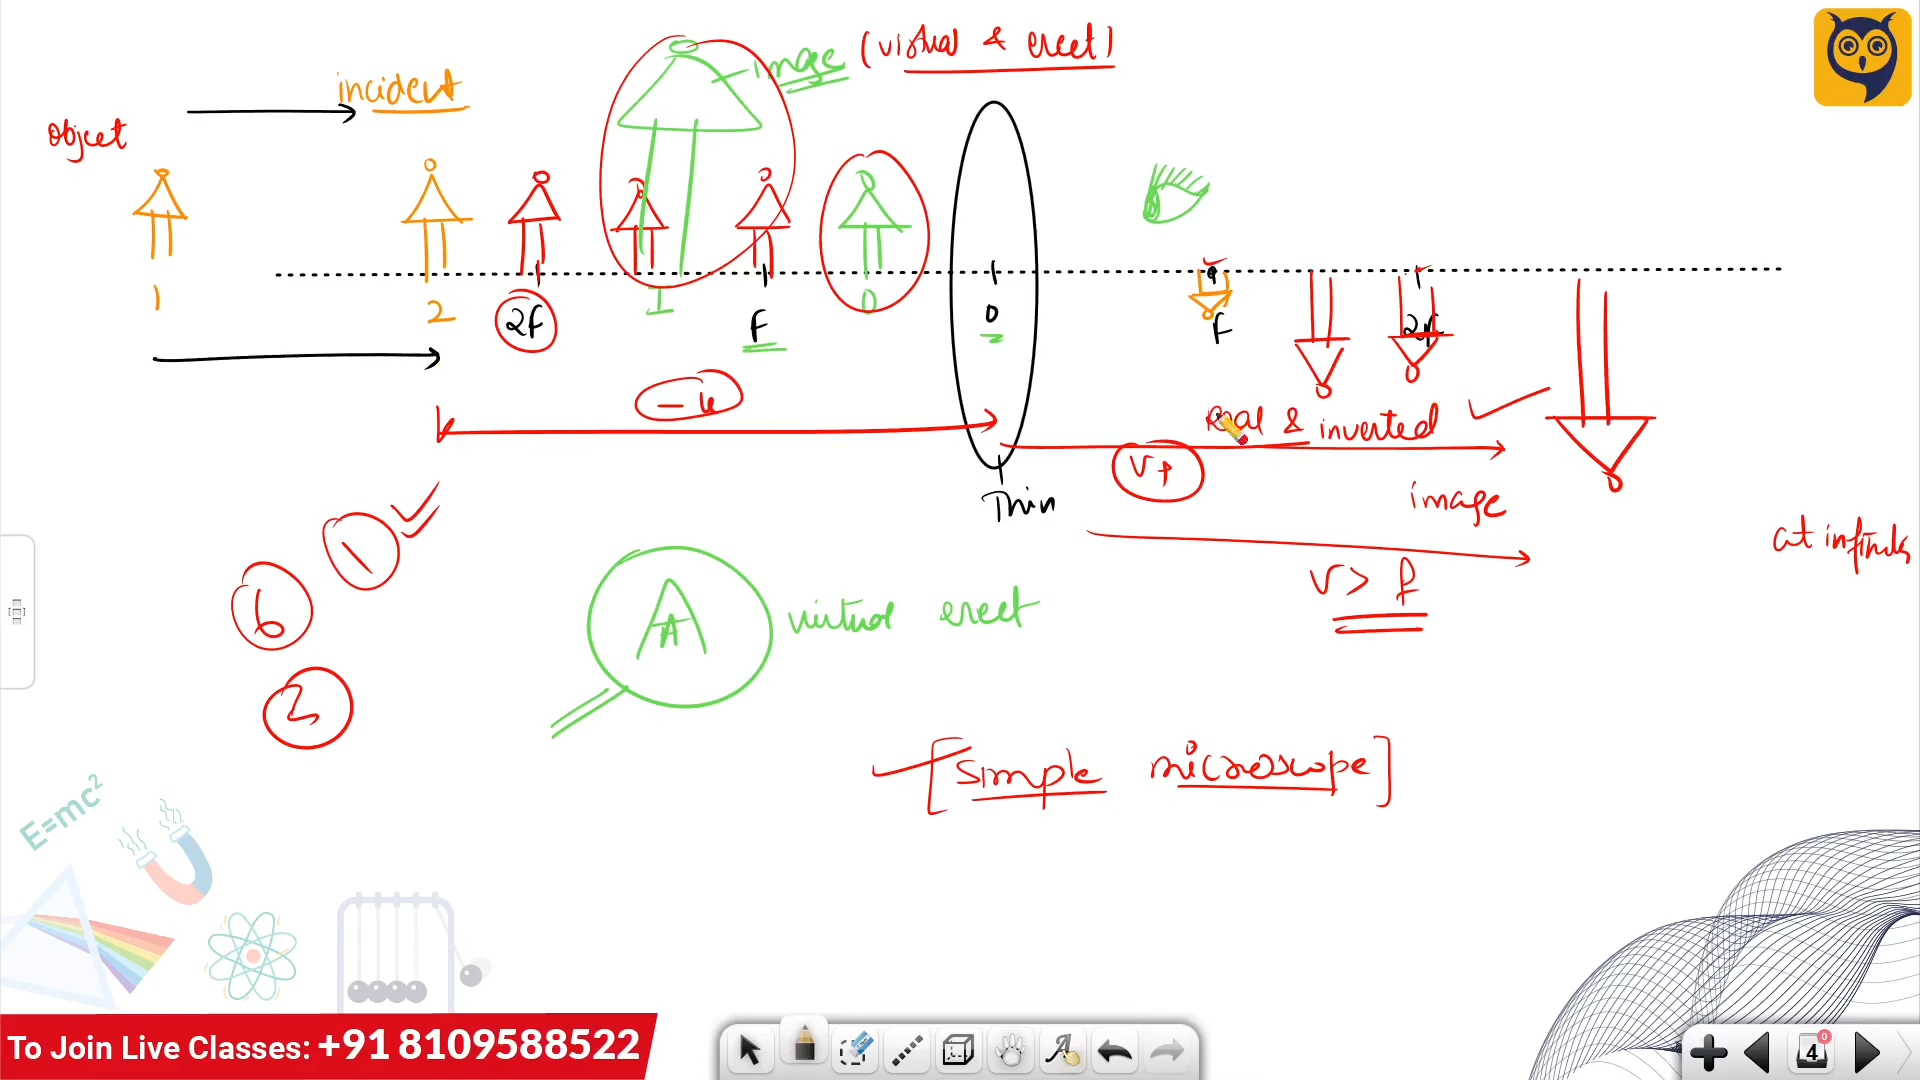 image (virtual & erect)
incident
object
1
2
2F
I
F
O
O
F
2F
- u
real & inverted
V +
image
Thin
at infinity
1
V > f
6
virtual erect
A
A
2
[simple microscope]
E=mc²
To Join Live Classes: +91 8109588522
4
0